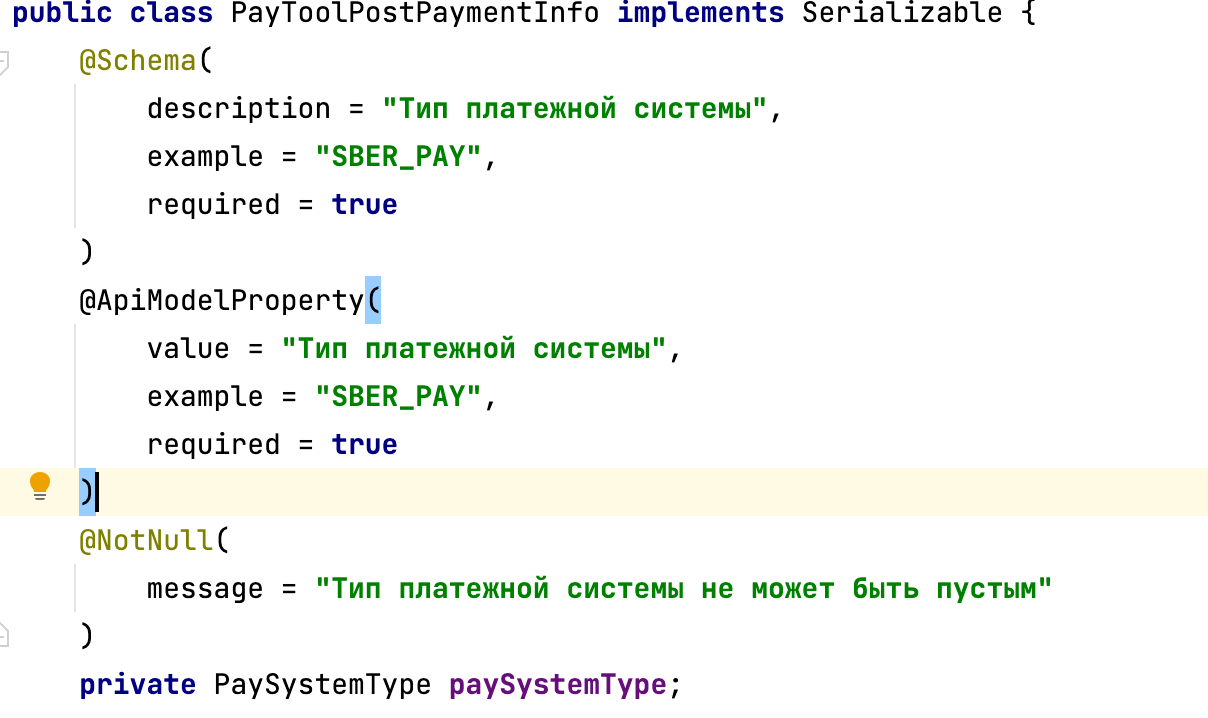 public class PayToolPostPaymentInfo implements Serializable {
@Schema(
description = "Тип платежной системы",
example = "SBER_PAY",
required = true
)
@ApiModelProperty(
value = "Тип платежной системы",
example = "SBER_PAY",
required = true
)
@NotNull(
message = "Тип платежной системы не может быть пустым"
)
private PaySystemType paySystemType;